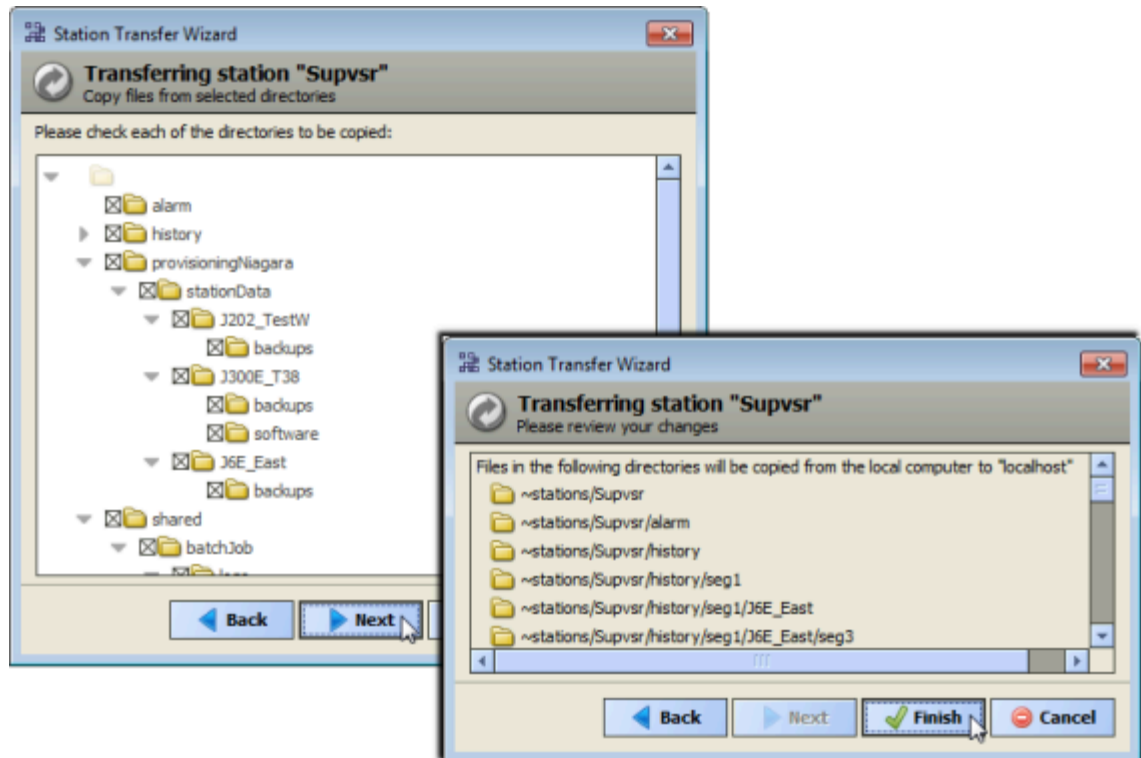 Station Transfer Wizard
Transferring station "Supvsr"
Copy files from selected directories
Please check each of the directories to be copied:
alarm
history
provisioningNiagara
stationData
J202_TestW
backups
J300E_T38
backups
software
J6E_East
backups
shared
batchJob
Back
Next
Station Transfer Wizard
Transferring station "Supvsr"
Please review your changes
Files in the following directories will be copied from the local computer to "localhost"
~stations/Supvsr
~stations/Supvsr/alarm
~stations/Supvsr/history
~stations/Supvsr/history/seg1
~stations/Supvsr/history/seg1/J6E_East
~stations/Supvsr/history/seg1/J6E_East/seg3
Back
Next
Finish
Cancel